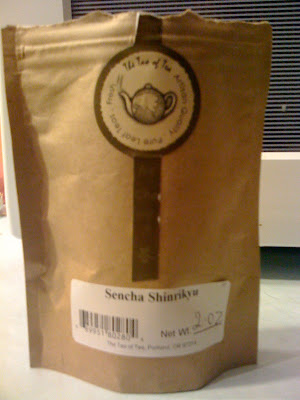 The Tao of Tea
Fresh Pure Leaf Teas Artisan Quality
Sencha Shinrikyu
Net Wt. 2 oz
The Tao of Tea, Portland, OR